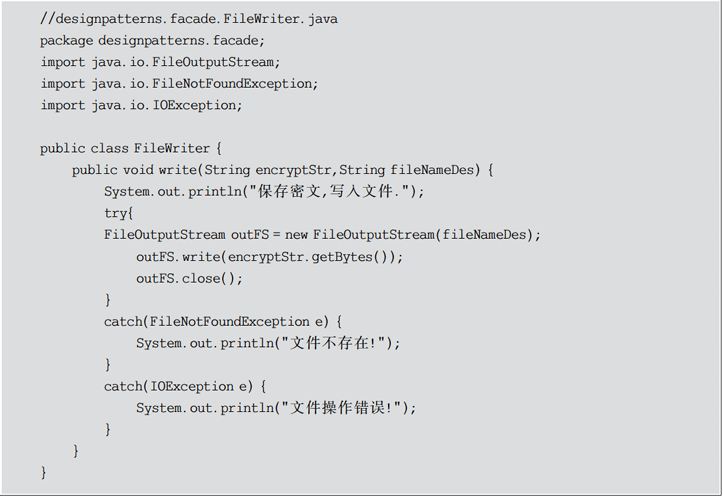 //designpatterns.facade.FileWriter.java
package designpatterns.facade;
import java.io.FileOutputStream;
import java.io.FileNotFoundException;
import java.io.IOException;

public class FileWriter {
    public void write(String encryptStr,String fileNameDes) {
        System.out.println("保存密文,写入文件.");
        try{
        FileOutputStream outFS = new FileOutputStream(fileNameDes);
            outFS.write(encryptStr.getBytes());
            outFS.close();
        }
        catch(FileNotFoundException e) {
            System.out.println("文件不存在!");
        }
        catch(IOException e) {
            System.out.println("文件操作错误!");
        }
    }
}